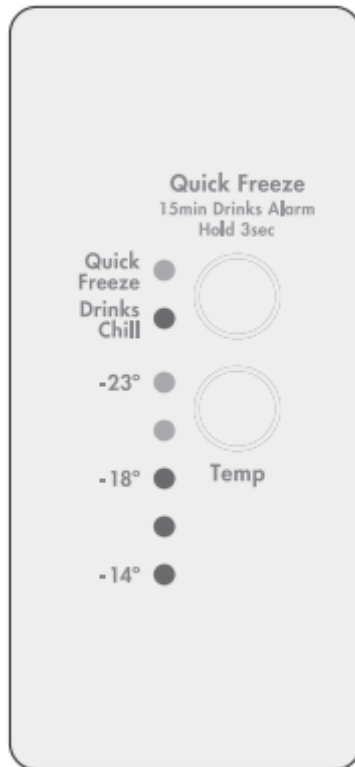 Quick Freeze
15min Drinks Alarm
Hold 3sec
Quick
Freeze
Drinks
Chill
-23°
-18°
Temp
-14°